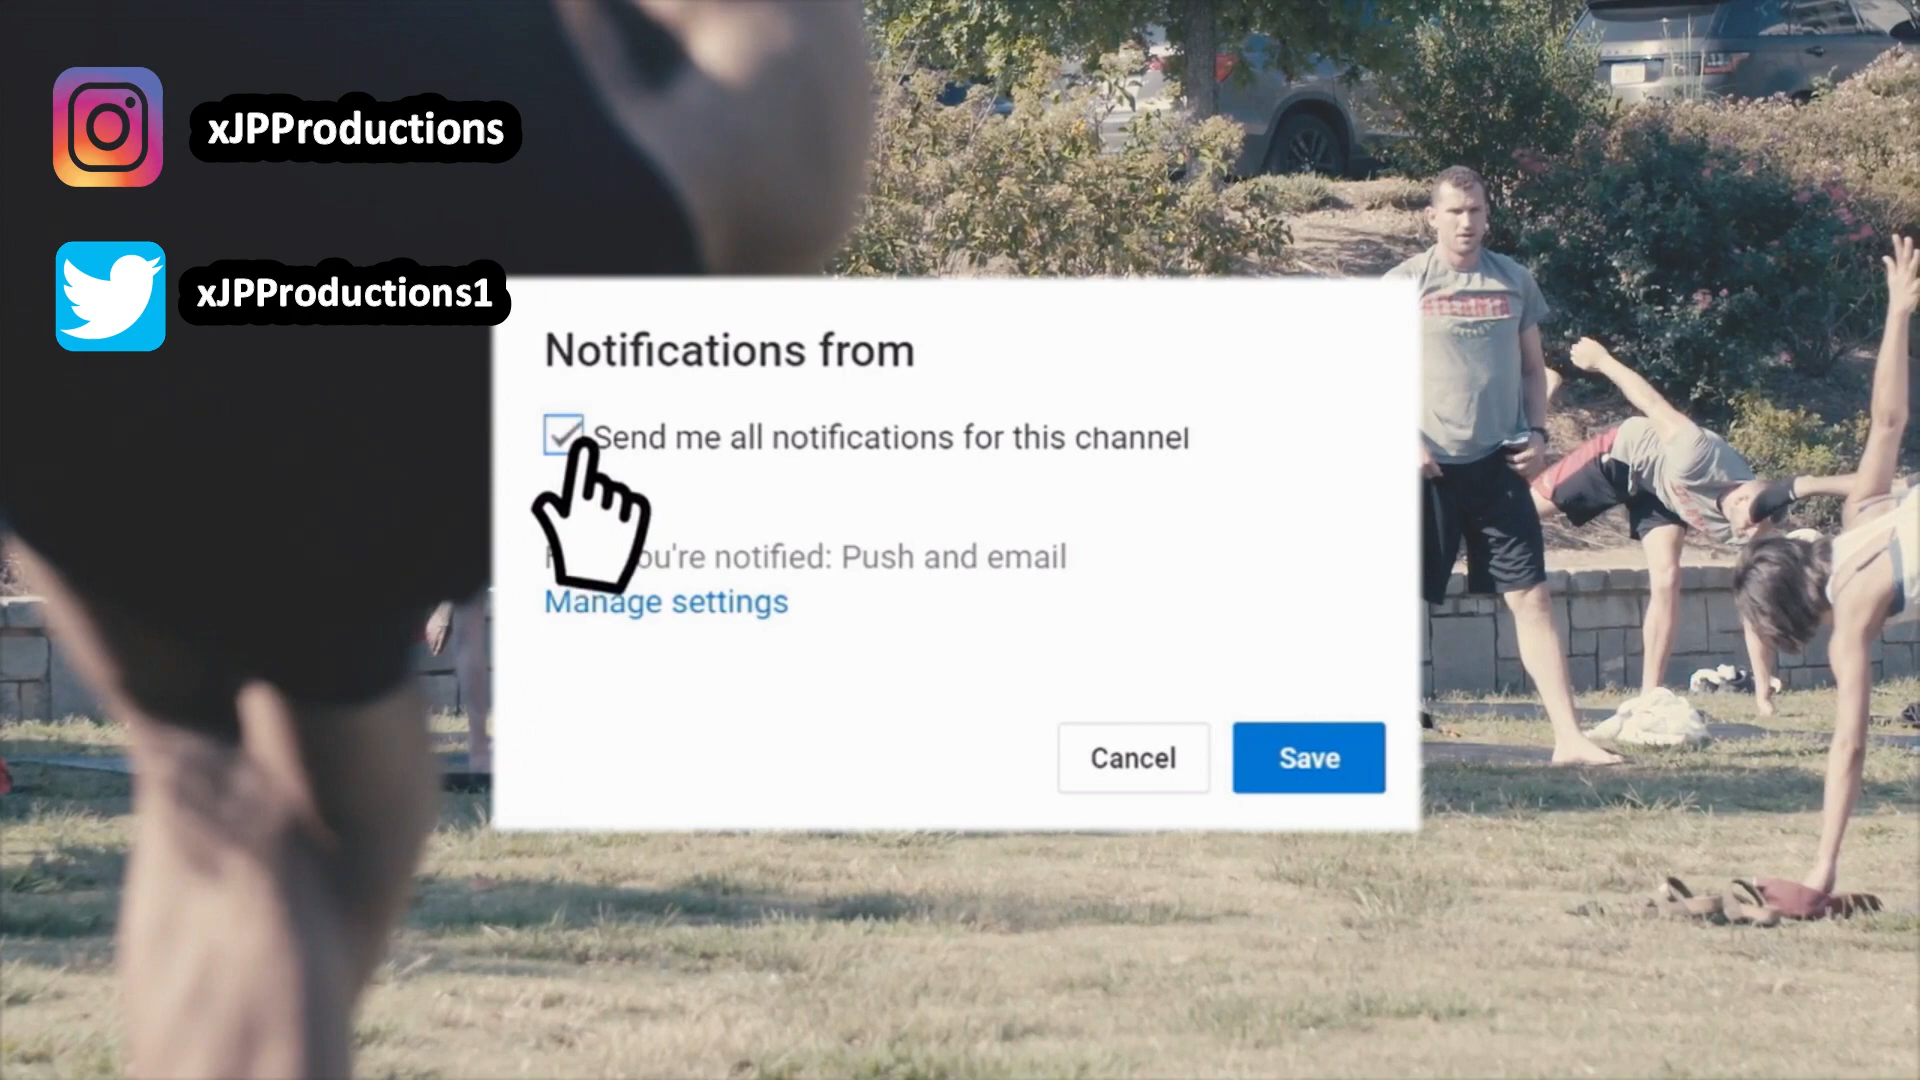 xJPProductions
xJPProductions1
Notifications from
Send me all notifications for this channel
ou're notified: Push and email
Manage settings
Cancel
Save